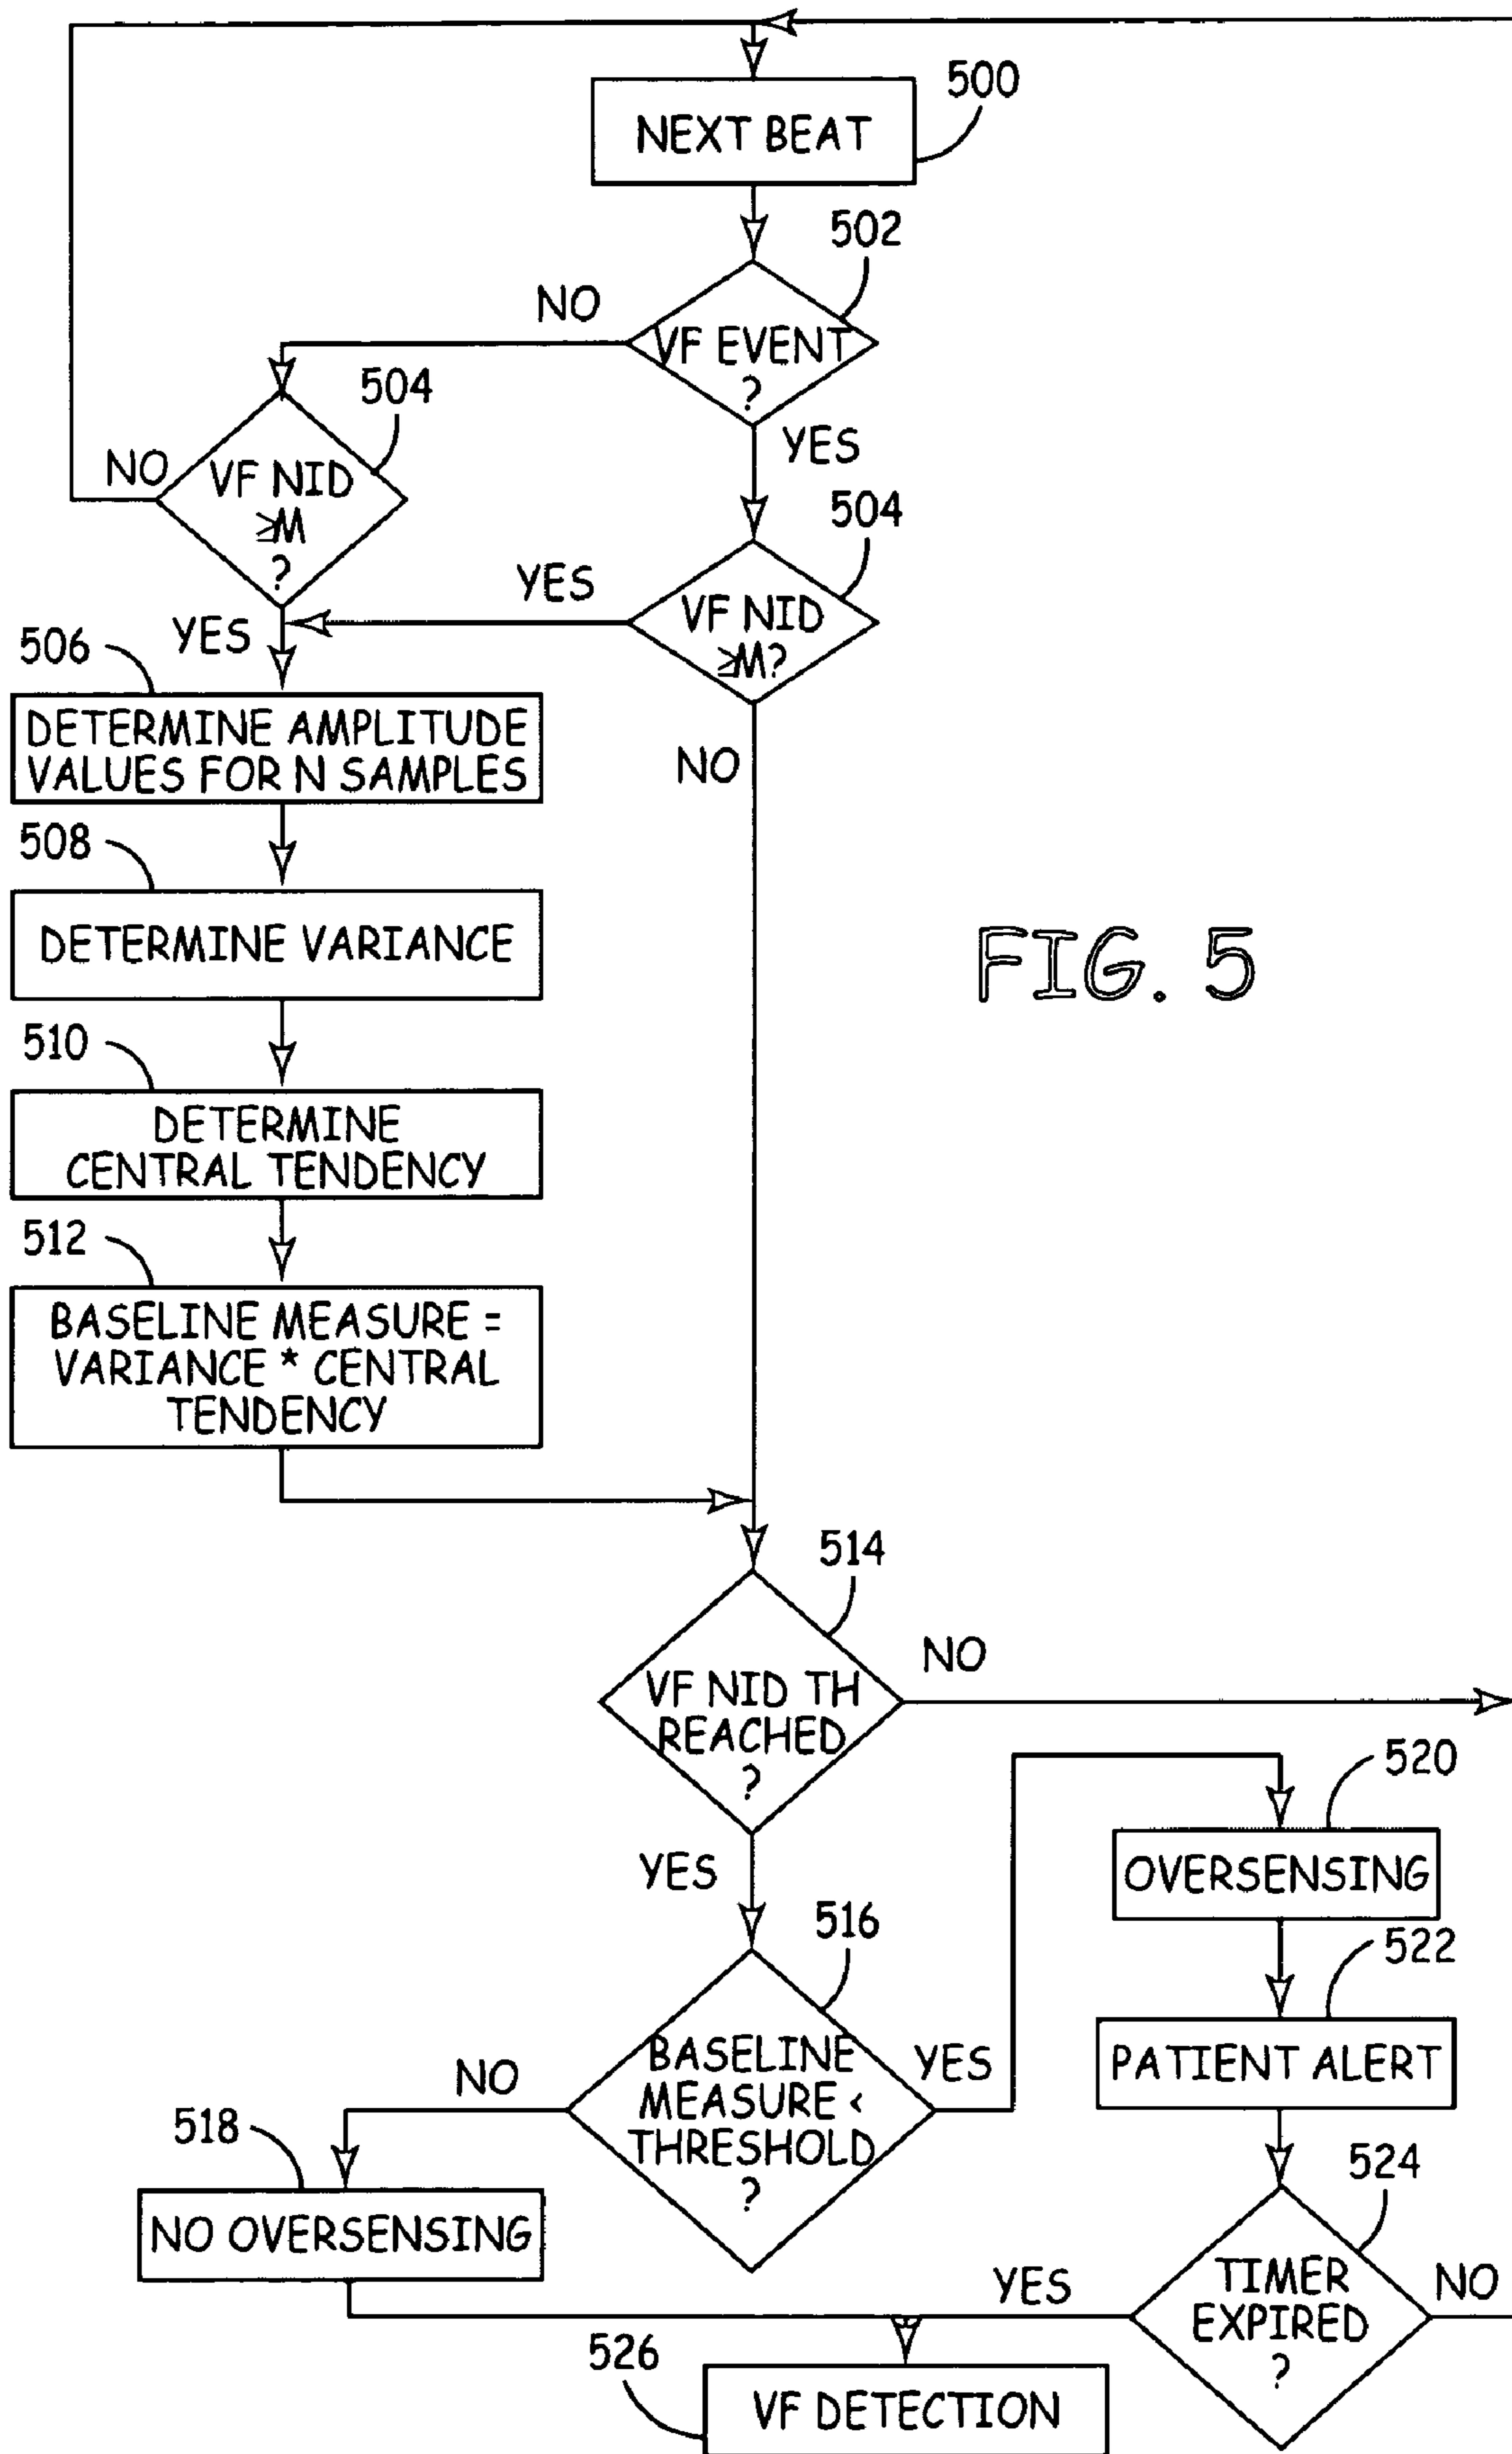 500
NEXT BEAT
502
NO
VF EVENT
?
504
YES
NO
VF NID
≥M
?
504
YES
VF NID
≥M?
YES
506
DETERMINE AMPLITUDE
VALUES FOR N SAMPLES
NO
508
DETERMINE VARIANCE
FIG. 5
510
DETERMINE
CENTRAL TENDENCY
512
BASELINE MEASURE =
VARIANCE * CENTRAL
TENDENCY
514
NO
VF NID TH
REACHED
?
520
YES
OVERSENSING
516
522
BASELINE
MEASURE <
THRESHOLD
?
NO
YES
PATIENT ALERT
518
524
NO OVERSENSING
YES
TIMER
EXPIRED
?
NO
526
VF DETECTION